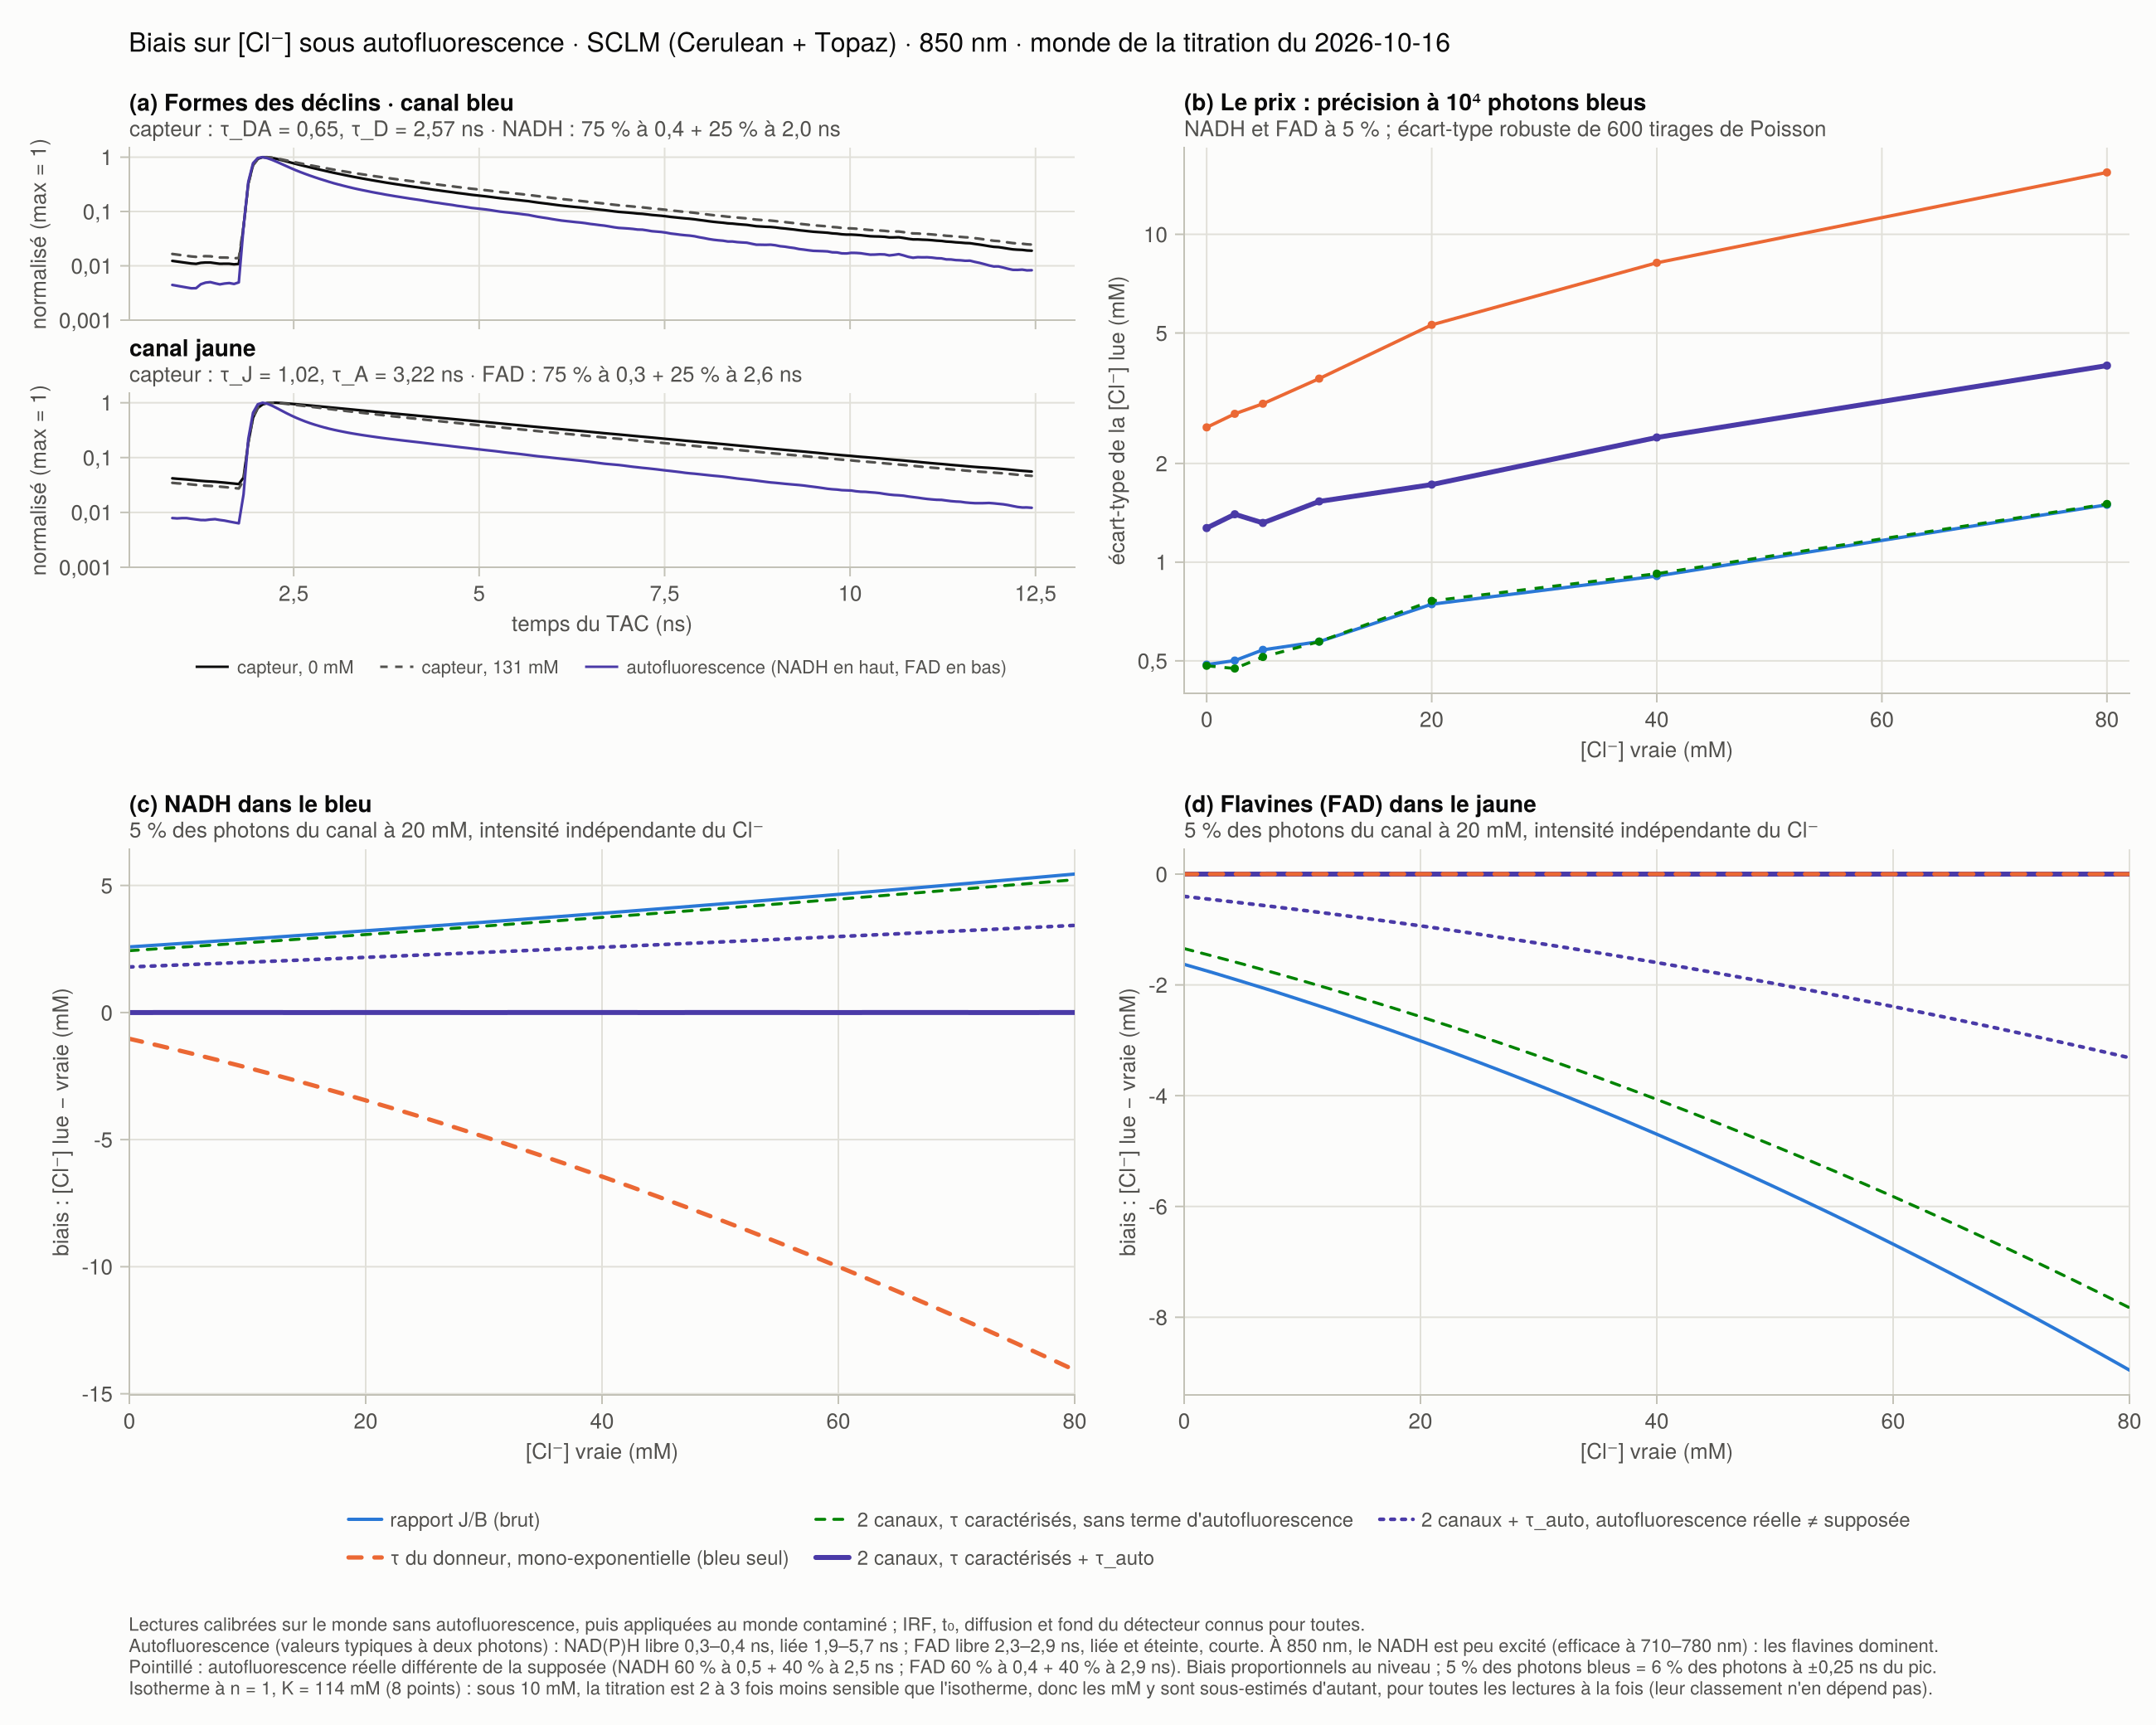 Biais sur [Cl⁻] sous autofluorescence · SCLM (Cerulean + Topaz) · 850 nm · monde de la titration du 2026-10-16
(a) Formes des déclins · canal bleu
capteur : τ_DA = 0,65, τ_D = 2,57 ns · NADH : 75 % à 0,4 + 25 % à 2,0 ns
normalisé (max = 1)
1
0,1
0,01
0,001
canal jaune
capteur : τ_J = 1,02, τ_A = 3,22 ns · FAD : 75 % à 0,3 + 25 % à 2,6 ns
normalisé (max = 1)
1
0,1
0,01
0,001
2,5 5 7,5 10 12,5
temps du TAC (ns)
capteur, 0 mM capteur, 131 mM autofluorescence (NADH en haut, FAD en bas)
(b) Le prix : précision à 10⁴ photons bleus
NADH et FAD à 5 % ; écart-type robuste de 600 tirages de Poisson
écart-type de la [Cl⁻] lue (mM)
10
5
2
1
0,5
0 20 40 60 80
[Cl⁻] vraie (mM)
(c) NADH dans le bleu
5 % des photons du canal à 20 mM, intensité indépendante du Cl⁻
biais : [Cl⁻] lue − vraie (mM)
5
0
-5
-10
-15
0 20 40 60 80
[Cl⁻] vraie (mM)
(d) Flavines (FAD) dans le jaune
5 % des photons du canal à 20 mM, intensité indépendante du Cl⁻
biais : [Cl⁻] lue − vraie (mM)
0
-2
-4
-6
-8
0 20 40 60 80
[Cl⁻] vraie (mM)
rapport J/B (brut) 2 canaux, τ caractérisés, sans terme d'autofluorescence 2 canaux + τ_auto, autofluorescence réelle ≠ supposée
τ du donneur, mono-exponentielle (bleu seul) 2 canaux, τ caractérisés + τ_auto
Lectures calibrées sur le monde sans autofluorescence, puis appliquées au monde contaminé ; IRF, t₀, diffusion et fond du détecteur connus pour toutes.
Autofluorescence (valeurs typiques à deux photons) : NAD(P)H libre 0,3–0,4 ns, liée 1,9–5,7 ns ; FAD libre 2,3–2,9 ns, liée et éteinte, courte. À 850 nm, le NADH est peu excité (efficace à 710–780 nm) : les flavines dominent.
Pointillé : autofluorescence réelle différente de la supposée (NADH 60 % à 0,5 + 40 % à 2,5 ns ; FAD 60 % à 0,4 + 40 % à 2,9 ns). Biais proportionnels au niveau ; 5 % des photons bleus = 6 % des photons à ±0,25 ns du pic.
Isotherme à n = 1, K = 114 mM (8 points) : sous 10 mM, la titration est 2 à 3 fois moins sensible que l'isotherme, donc les mM y sont sous-estimés d'autant, pour toutes les lectures à la fois (leur classement n'en dépend pas).